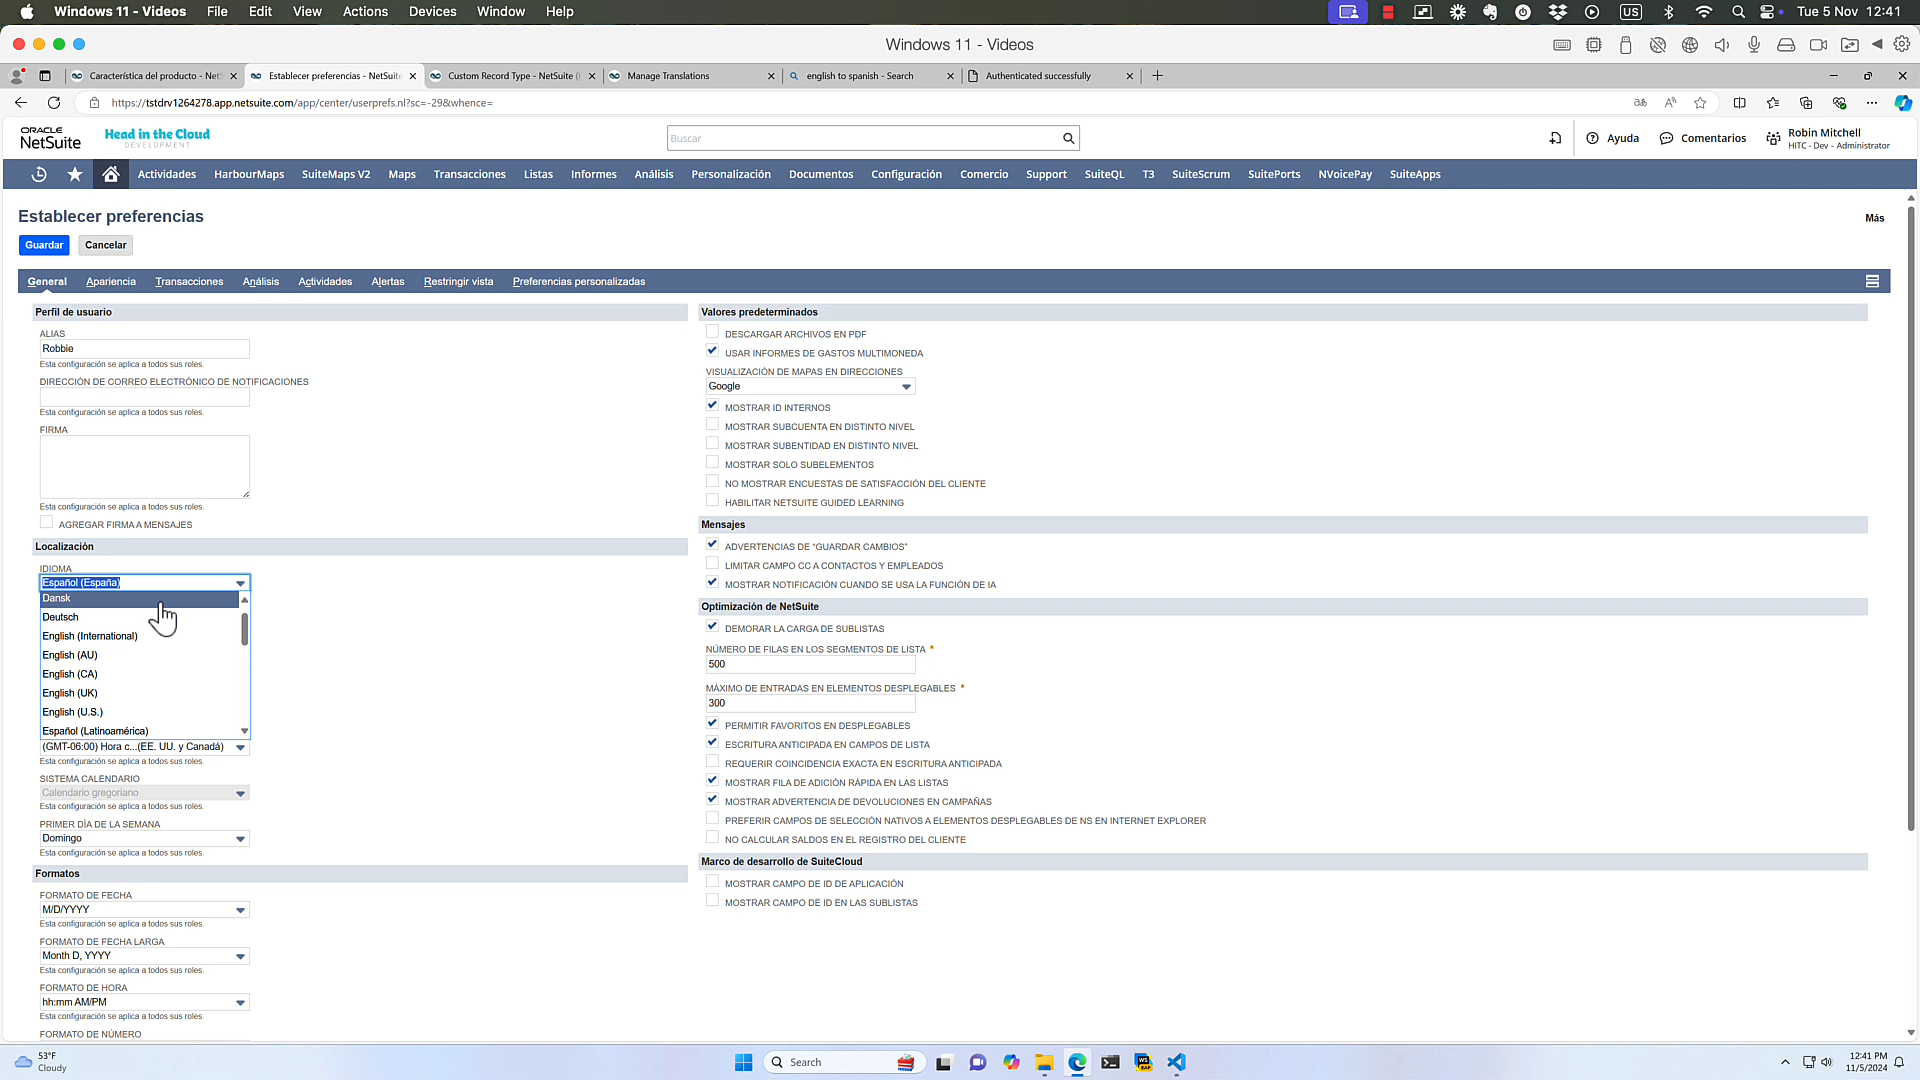 Windows 11 - Videos File Edit View Actions Devices Window Help
US Tue 5 Nov 12:41
Windows 11 - Videos
Característica del producto - Net
Establecer preferencias - NetSuite
Custom Record Type - NetSuite (
Manage Translations
english to spanish - Search
Authenticated successfully
https://tstdrv1264278.app.netsuite.com/app/center/userprefs.nl?sc=-29&whence=
ORACLE
NetSuite
Head in the Cloud
DEVELOPMENT
Buscar
Ayuda
Comentarios
Robin Mitchell
HITC - Dev - Administrator
Actividades HarbourMaps SuiteMaps V2 Maps Transacciones Listas Informes Análisis Personalización Documentos Configuración Comercio Support SuiteQL T3 SuiteScrum SuitePorts NVoicePay SuiteApps
Establecer preferencias
Más
Guardar
Cancelar
General Apariencia Transacciones Análisis Actividades Alertas Restringir vista Preferencias personalizadas
Perfil de usuario
ALIAS
Robbie
Esta configuración se aplica a todos sus roles.
DIRECCIÓN DE CORREO ELECTRÓNICO DE NOTIFICACIONES
Esta configuración se aplica a todos sus roles.
FIRMA
Esta configuración se aplica a todos sus roles.
AGREGAR FIRMA A MENSAJES
Localización
IDIOMA
Español (España)
Dansk
Deutsch
English (International)
English (AU)
English (CA)
English (UK)
English (U.S.)
Español (Latinoamérica)
(GMT-06:00) Hora c...(EE. UU. y Canadá)
Esta configuración se aplica a todos sus roles.
SISTEMA CALENDARIO
Calendario gregoriano
Esta configuración se aplica a todos sus roles.
PRIMER DÍA DE LA SEMANA
Domingo
Esta configuración se aplica a todos sus roles.
Formatos
FORMATO DE FECHA
M/D/YYYY
Esta configuración se aplica a todos sus roles.
FORMATO DE FECHA LARGA
Month D, YYYY
Esta configuración se aplica a todos sus roles.
FORMATO DE HORA
hh:mm AM/PM
Esta configuración se aplica a todos sus roles.
FORMATO DE NÚMERO
Valores predeterminados
DESCARGAR ARCHIVOS EN PDF
USAR INFORMES DE GASTOS MULTIMONEDA
VISUALIZACIÓN DE MAPAS EN DIRECCIONES
Google
MOSTRAR ID INTERNOS
MOSTRAR SUBCUENTA EN DISTINTO NIVEL
MOSTRAR SUBENTIDAD EN DISTINTO NIVEL
MOSTRAR SOLO SUBELEMENTOS
NO MOSTRAR ENCUESTAS DE SATISFACCIÓN DEL CLIENTE
HABILITAR NETSUITE GUIDED LEARNING
Mensajes
ADVERTENCIAS DE "GUARDAR CAMBIOS"
LIMITAR CAMPO CC A CONTACTOS Y EMPLEADOS
MOSTRAR NOTIFICACIÓN CUANDO SE USA LA FUNCIÓN DE IA
Optimización de NetSuite
DEMORAR LA CARGA DE SUBLISTAS
NÚMERO DE FILAS EN LOS SEGMENTOS DE LISTA *
500
MÁXIMO DE ENTRADAS EN ELEMENTOS DESPLEGABLES *
300
PERMITIR FAVORITOS EN DESPLEGABLES
ESCRITURA ANTICIPADA EN CAMPOS DE LISTA
REQUERIR COINCIDENCIA EXACTA EN ESCRITURA ANTICIPADA
MOSTRAR FILA DE ADICIÓN RÁPIDA EN LAS LISTAS
MOSTRAR ADVERTENCIA DE DEVOLUCIONES EN CAMPAÑAS
PREFERIR CAMPOS DE SELECCIÓN NATIVOS A ELEMENTOS DESPLEGABLES DE NS EN INTERNET EXPLORER
NO CALCULAR SALDOS EN EL REGISTRO DEL CLIENTE
Marco de desarrollo de SuiteCloud
MOSTRAR CAMPO DE ID DE APLICACIÓN
MOSTRAR CAMPO DE ID EN LAS SUBLISTAS
53°F
Cloudy
Search
12:41 PM
11/5/2024